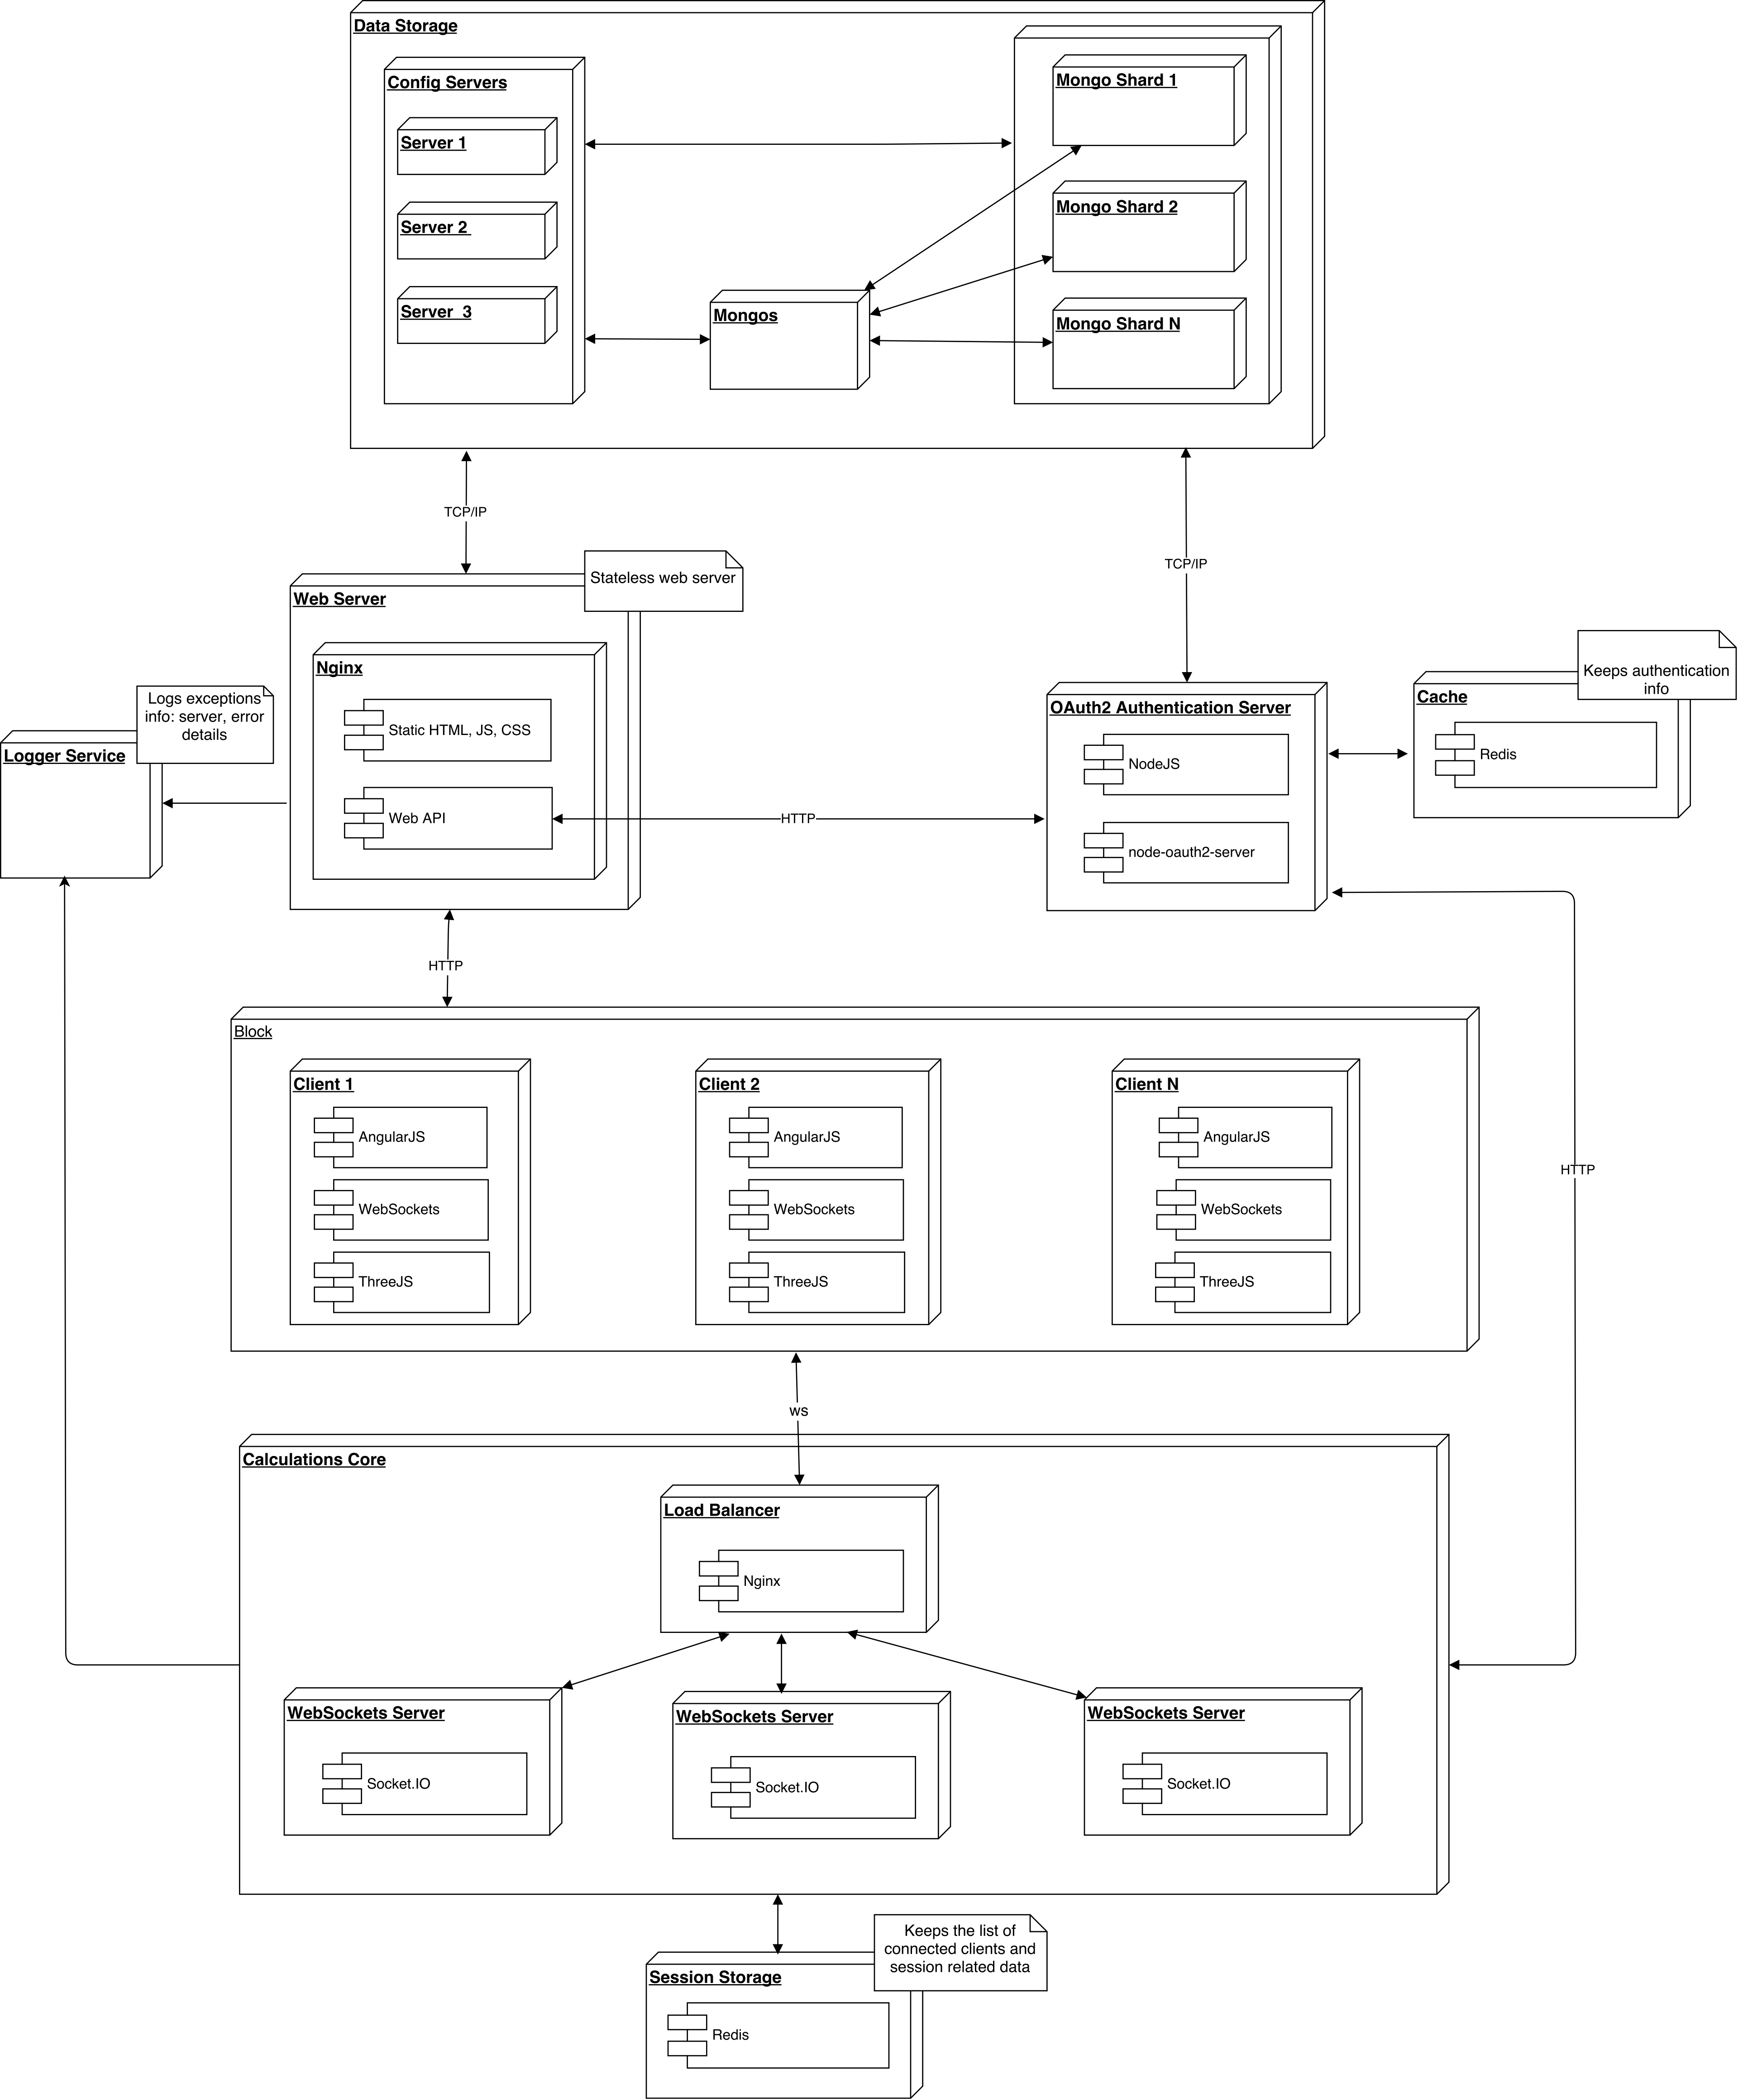 Data Storage
Config Servers
Server 1
Server 2
Server  3
Mongos
Mongo Shard 1
Mongo Shard 2
Mongo Shard N
TCP/IP
TCP/IP
Stateless web server
Web Server
Nginx
Static HTML, JS, CSS
Web API
Logs exceptions
info: server, error
details
Logger Service
HTTP
OAuth2 Authentication Server
NodeJS
node-oauth2-server
Keeps authentication
info
Cache
Redis
HTTP
HTTP
Block
Client 1
AngularJS
WebSockets
ThreeJS
Client 2
AngularJS
WebSockets
ThreeJS
Client N
AngularJS
WebSockets
ThreeJS
ws
Calculations Core
Load Balancer
Nginx
WebSockets Server
Socket.IO
WebSockets Server
Socket.IO
WebSockets Server
Socket.IO
Keeps the list of
connected clients and
session related data
Session Storage
Redis